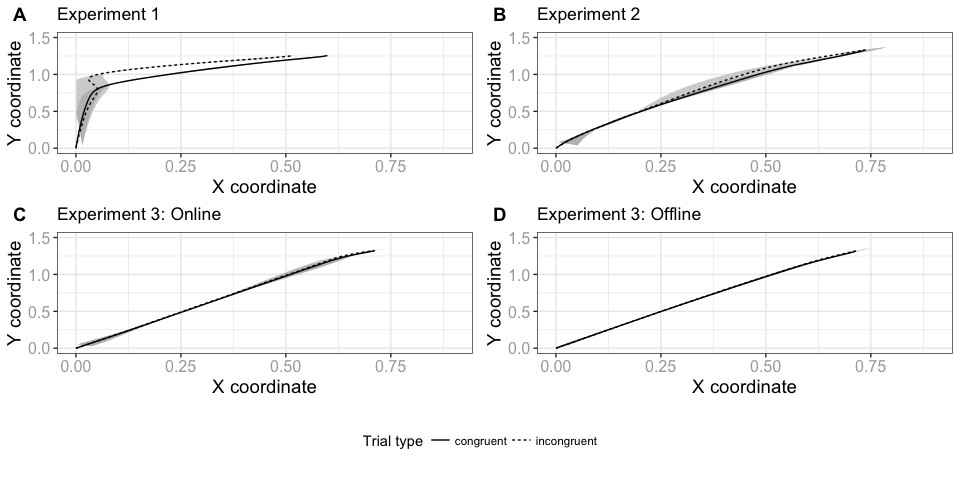 A Experiment 1
1.5
1.0
0.5
0.0
Y coordinate
0.00 0.25 0.50 0.75
X coordinate
B Experiment 2
1.5
1.0
0.5
0.0
Y coordinate
0.00 0.25 0.50 0.75
X coordinate
C Experiment 3: Online
1.5
1.0
0.5
0.0
Y coordinate
0.00 0.25 0.50 0.75
X coordinate
D Experiment 3: Offline
1.5
1.0
0.5
0.0
Y coordinate
0.00 0.25 0.50 0.75
X coordinate
Trial type congruent incongruent